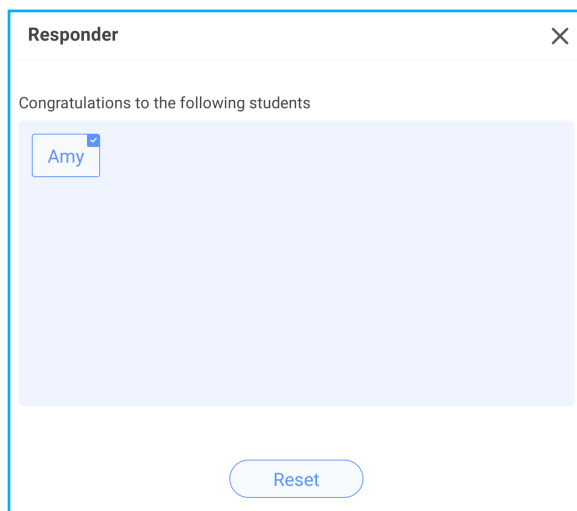 Responder
Congratulations to the following students
Amy
Reset